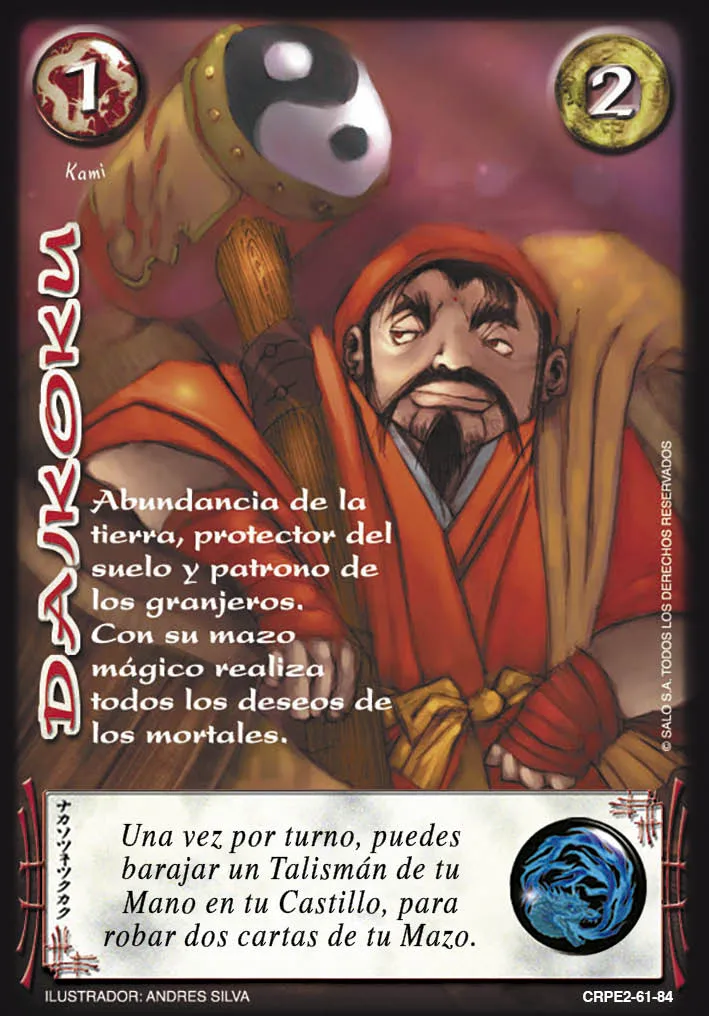 1
2
Kami
DAIKOKU
Abundancia de la
tierra, protector del
suelo y patrono de
los granjeros.
Con su mazo
mágico realiza
todos los deseos de
los mortales.
© SALO S.A. TODOS LOS DERECHOS RESERVADOS
ナカソツネツクカク
Una vez por turno, puedes
barajar un Talismán de tu
Mano en tu Castillo, para
robar dos cartas de tu Mazo.
ILUSTRADOR: ANDRES SILVA
CRPE2-61-84